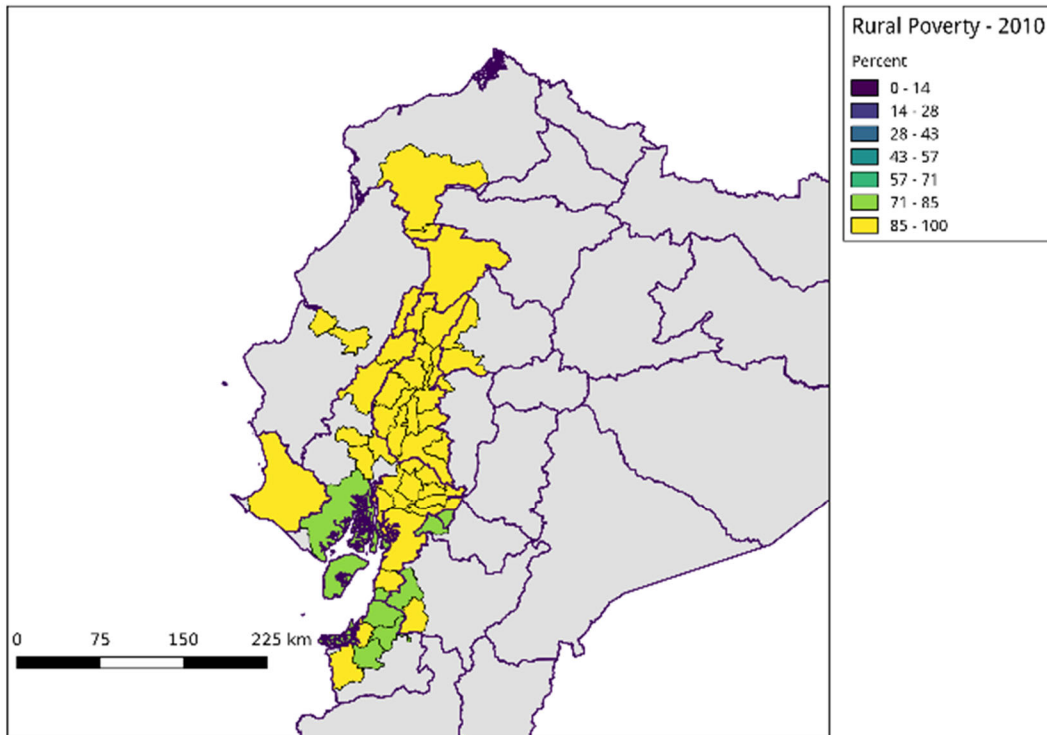 Rural Poverty - 2010
Percent
0 - 14
14 - 28
28 - 43
43 - 57
57 - 71
71 - 85
85 - 100
0 75 150 225 km